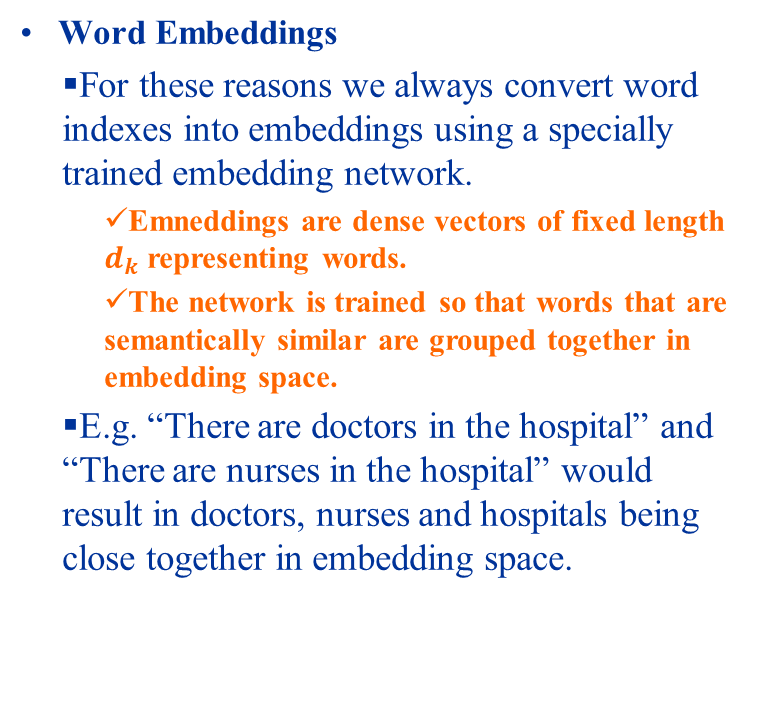 • Word Embeddings
▪For these reasons we always convert word
indexes into embeddings using a specially
trained embedding network.
✓Emneddings are dense vectors of fixed length
𝒅ₖ representing words.
✓The network is trained so that words that are
semantically similar are grouped together in
embedding space.
▪E.g. “There are doctors in the hospital” and
“There are nurses in the hospital” would
result in doctors, nurses and hospitals being
close together in embedding space.